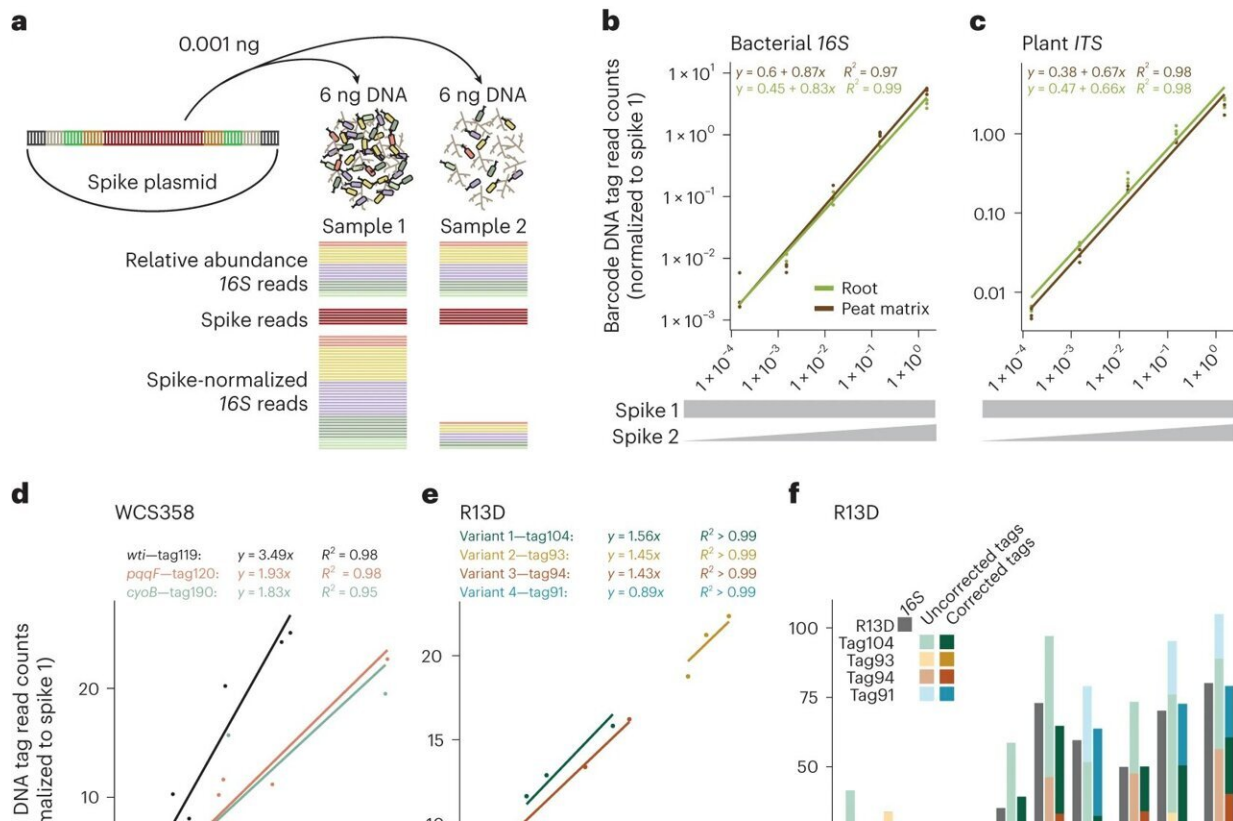 a
0.001 ng
6 ng DNA
6 ng DNA
Spike plasmid
Sample 1
Sample 2
Relative abundance
16S reads
Spike reads
Spike-normalized
16S reads
b
Bacterial 16S
y = 0.6 + 0.87x R² = 0.97
y = 0.45 + 0.83x R² = 0.99
Barcode DNA tag read counts
(normalized to spike 1)
1 × 10¹
1 × 10⁰
1 × 10⁻¹
1 × 10⁻²
1 × 10⁻³
Root
Peat matrix
1 × 10⁻⁴
1 × 10⁻³
1 × 10⁻²
1 × 10⁻¹
1 × 10⁰
Spike 1
Spike 2
c
Plant ITS
y = 0.38 + 0.67x R² = 0.98
y = 0.47 + 0.66x R² = 0.98
1.00
0.10
0.01
1 × 10⁻⁴
1 × 10⁻³
1 × 10⁻²
1 × 10⁻¹
1 × 10⁰
d
WCS358
wti—tag119: y = 3.49x R² = 0.98
pqqF—tag120: y = 1.93x R² = 0.98
cyoB—tag190: y = 1.83x R² = 0.95
DNA tag read counts
malized to spike 1)
20
10
e
R13D
Variant 1—tag104: y = 1.56x R² > 0.99
Variant 2—tag93: y = 1.45x R² > 0.99
Variant 3—tag94: y = 1.43x R² > 0.99
Variant 4—tag91: y = 0.89x R² > 0.99
20
15
10
f
R13D
16S
Uncorrected tags
Corrected tags
R13D
Tag104
Tag93
Tag94
Tag91
100
75
50